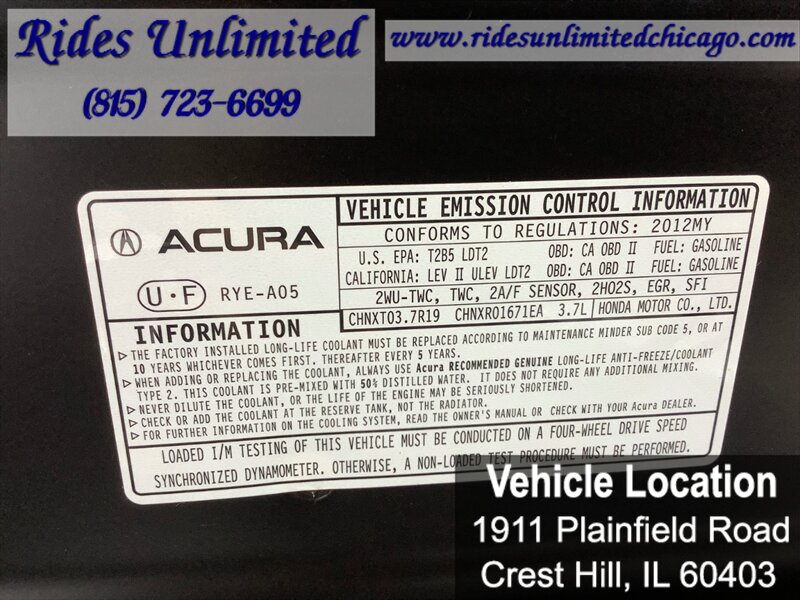 Rides Unlimited
(815) 723-6699
www.ridesunlimitedchicago.com
ACURA
U·F RYE-A05
VEHICLE EMISSION CONTROL INFORMATION
CONFORMS TO REGULATIONS: 2012MY
U.S. EPA: T2B5 LDT2 OBD: CA OBD II FUEL: GASOLINE
CALIFORNIA: LEV II ULEV LDT2 OBD: CA OBD II FUEL: GASOLINE
2WU-TWC, TWC, 2A/F SENSOR, 2HO2S, EGR, SFI
CHNXT03.7R19 CHNXR01671EA 3.7L HONDA MOTOR CO., LTD.
INFORMATION
▷ THE FACTORY INSTALLED LONG-LIFE COOLANT MUST BE REPLACED ACCORDING TO MAINTENANCE MINDER SUB CODE 5, OR AT
10 YEARS WHICHEVER COMES FIRST. THEREAFTER EVERY 5 YEARS.
▷ WHEN ADDING OR REPLACING THE COOLANT, ALWAYS USE Acura RECOMMENDED GENUINE LONG-LIFE ANTI-FREEZE/COOLANT
TYPE 2. THIS COOLANT IS PRE-MIXED WITH 50% DISTILLED WATER. IT DOES NOT REQUIRE ANY ADDITIONAL MIXING.
▷ NEVER DILUTE THE COOLANT, OR THE LIFE OF THE ENGINE MAY BE SERIOUSLY SHORTENED.
▷ CHECK OR ADD THE COOLANT AT THE RESERVE TANK, NOT THE RADIATOR.
▷ FOR FURTHER INFORMATION ON THE COOLING SYSTEM, READ THE OWNER'S MANUAL OR CHECK WITH YOUR Acura DEALER.
LOADED I/M TESTING OF THIS VEHICLE MUST BE CONDUCTED ON A FOUR-WHEEL DRIVE SPEED
SYNCHRONIZED DYNAMOMETER. OTHERWISE, A NON-LOADED TEST PROCEDURE MUST BE PERFORMED.
Vehicle Location
1911 Plainfield Road
Crest Hill, IL 60403